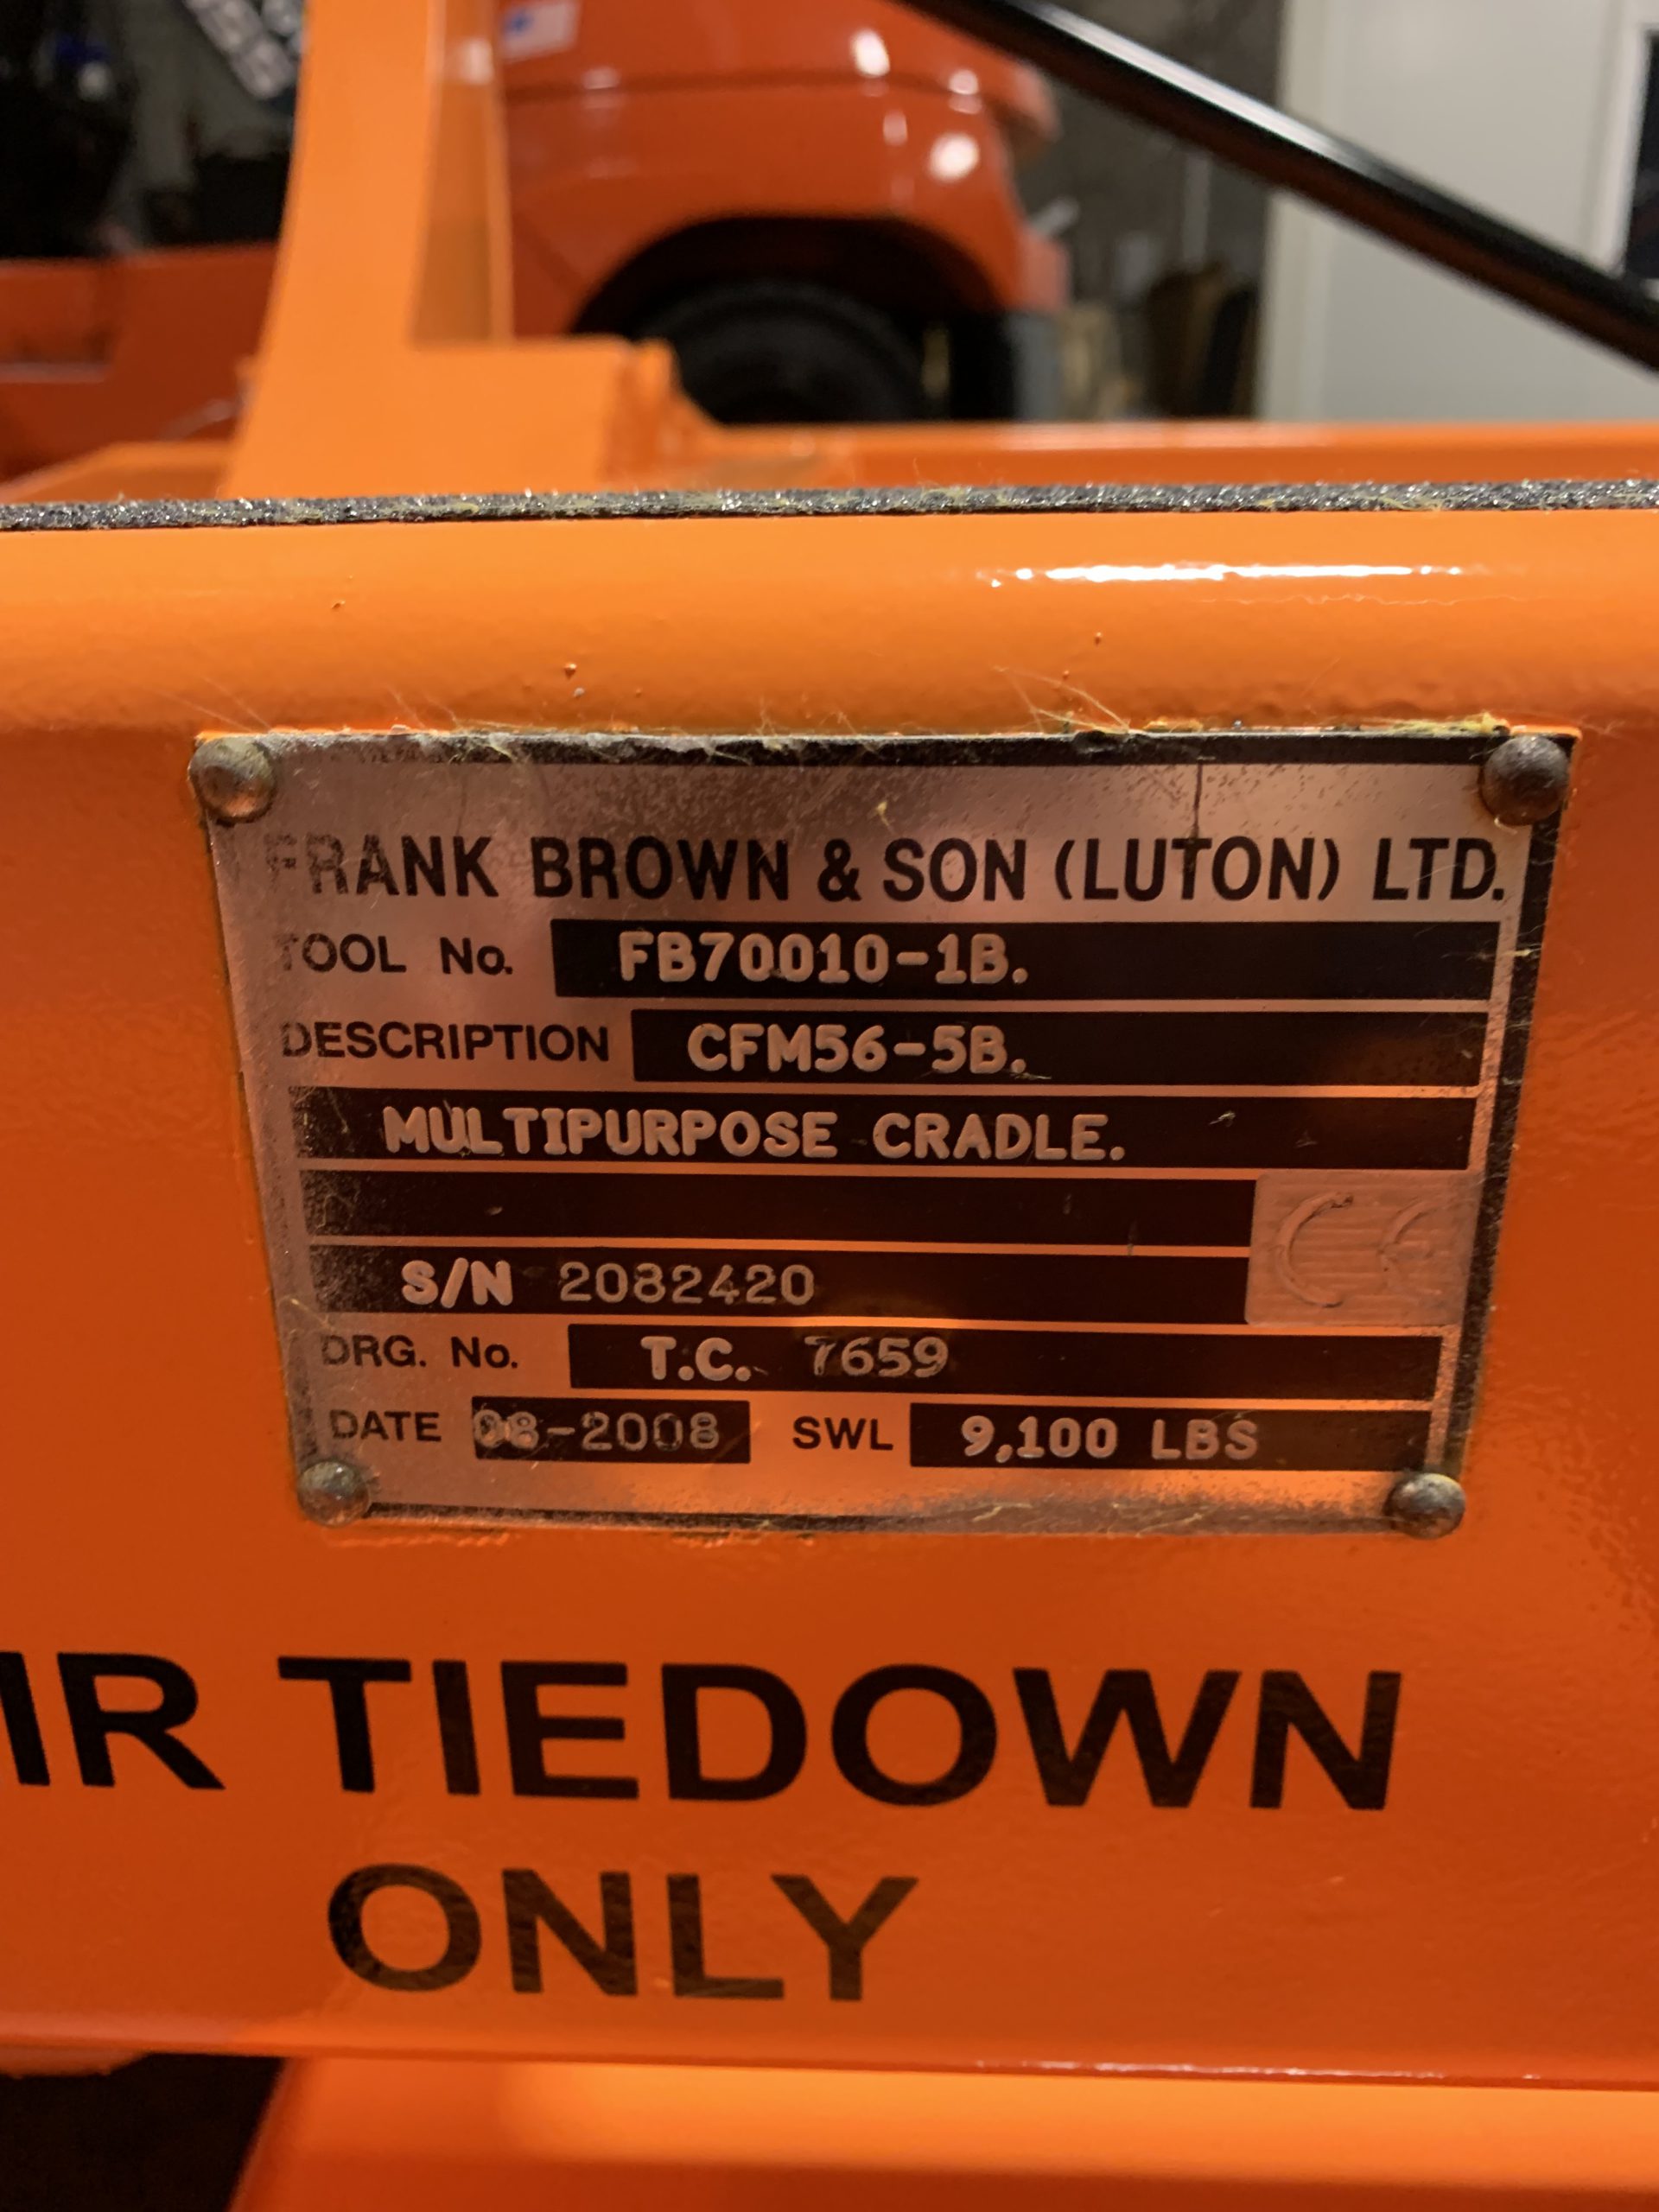 FRANK BROWN & SON (LUTON) LTD.
TOOL No. FB70010-1B.
DESCRIPTION CFM56-5B.
MULTIPURPOSE CRADLE.
CE
S/N 2082420
DRG. No. T.C. 7659
DATE 08-2008 SWL 9,100 LBS
IR TIEDOWN
ONLY